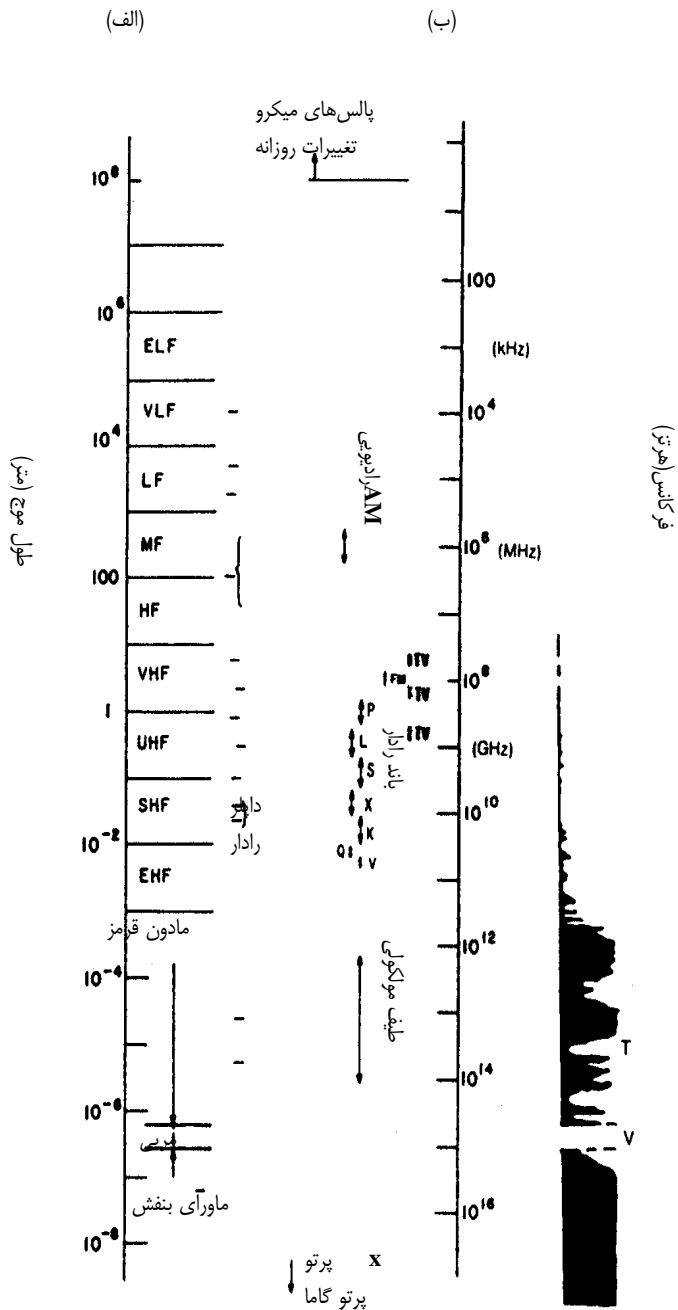 (الف)
(ب)
پالس‌های میکرو
تغییرات روزانه
طول موج (متر)
10⁸
10⁶
ELF
VLF
10⁴
LF
MF
100
HF
VHF
1
UHF
SHF
10⁻²
EHF
مادون قرمز
10⁻⁴
10⁻⁶
مریی
ماورای بنفش
10⁻⁸
داپلر
رادار
رادیویی AM
FM
P
L
S
X
K
Q
V
باند رادار
طیف مولکولی
x پرتو
پرتو گاما
100
(kHz)
10⁴
10⁶ (MHz)
10⁸
(GHz)
10¹⁰
10¹²
10¹⁴
10¹⁶
فرکانس(هرتز)
T
V